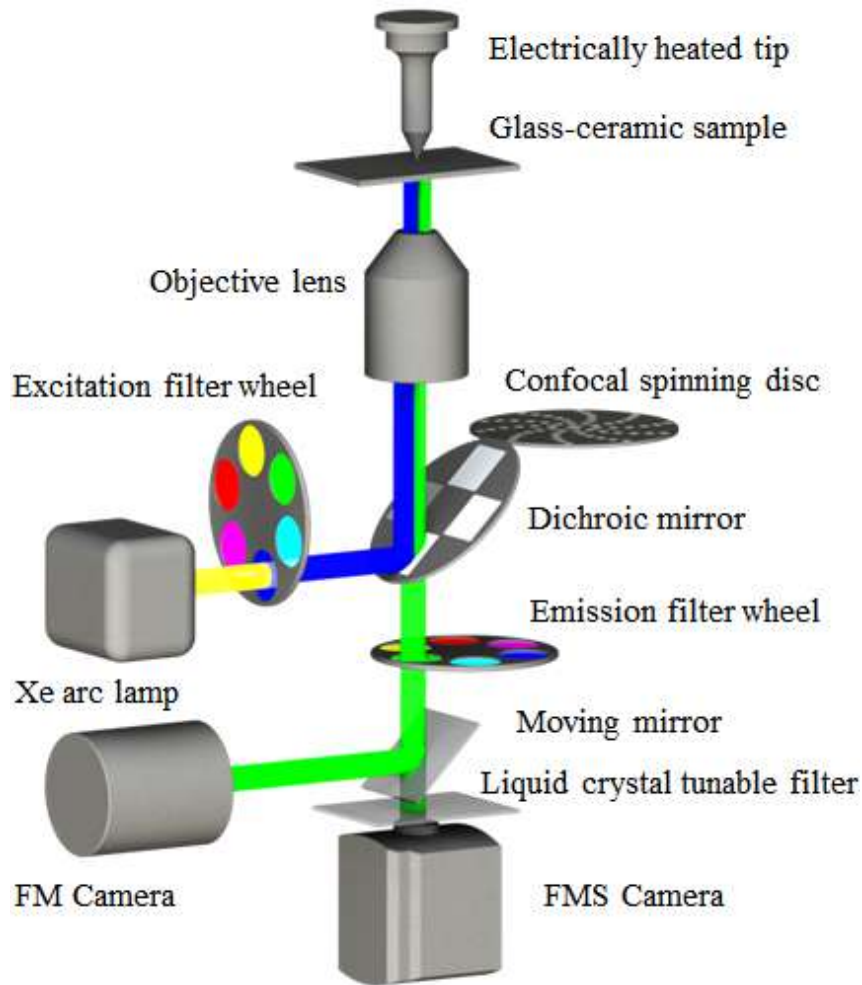 Electrically heated tip
Glass-ceramic sample
Objective lens
Excitation filter wheel
Confocal spinning disc
Dichroic mirror
Emission filter wheel
Xe arc lamp
Moving mirror
Liquid crystal tunable filter
FM Camera
FMS Camera